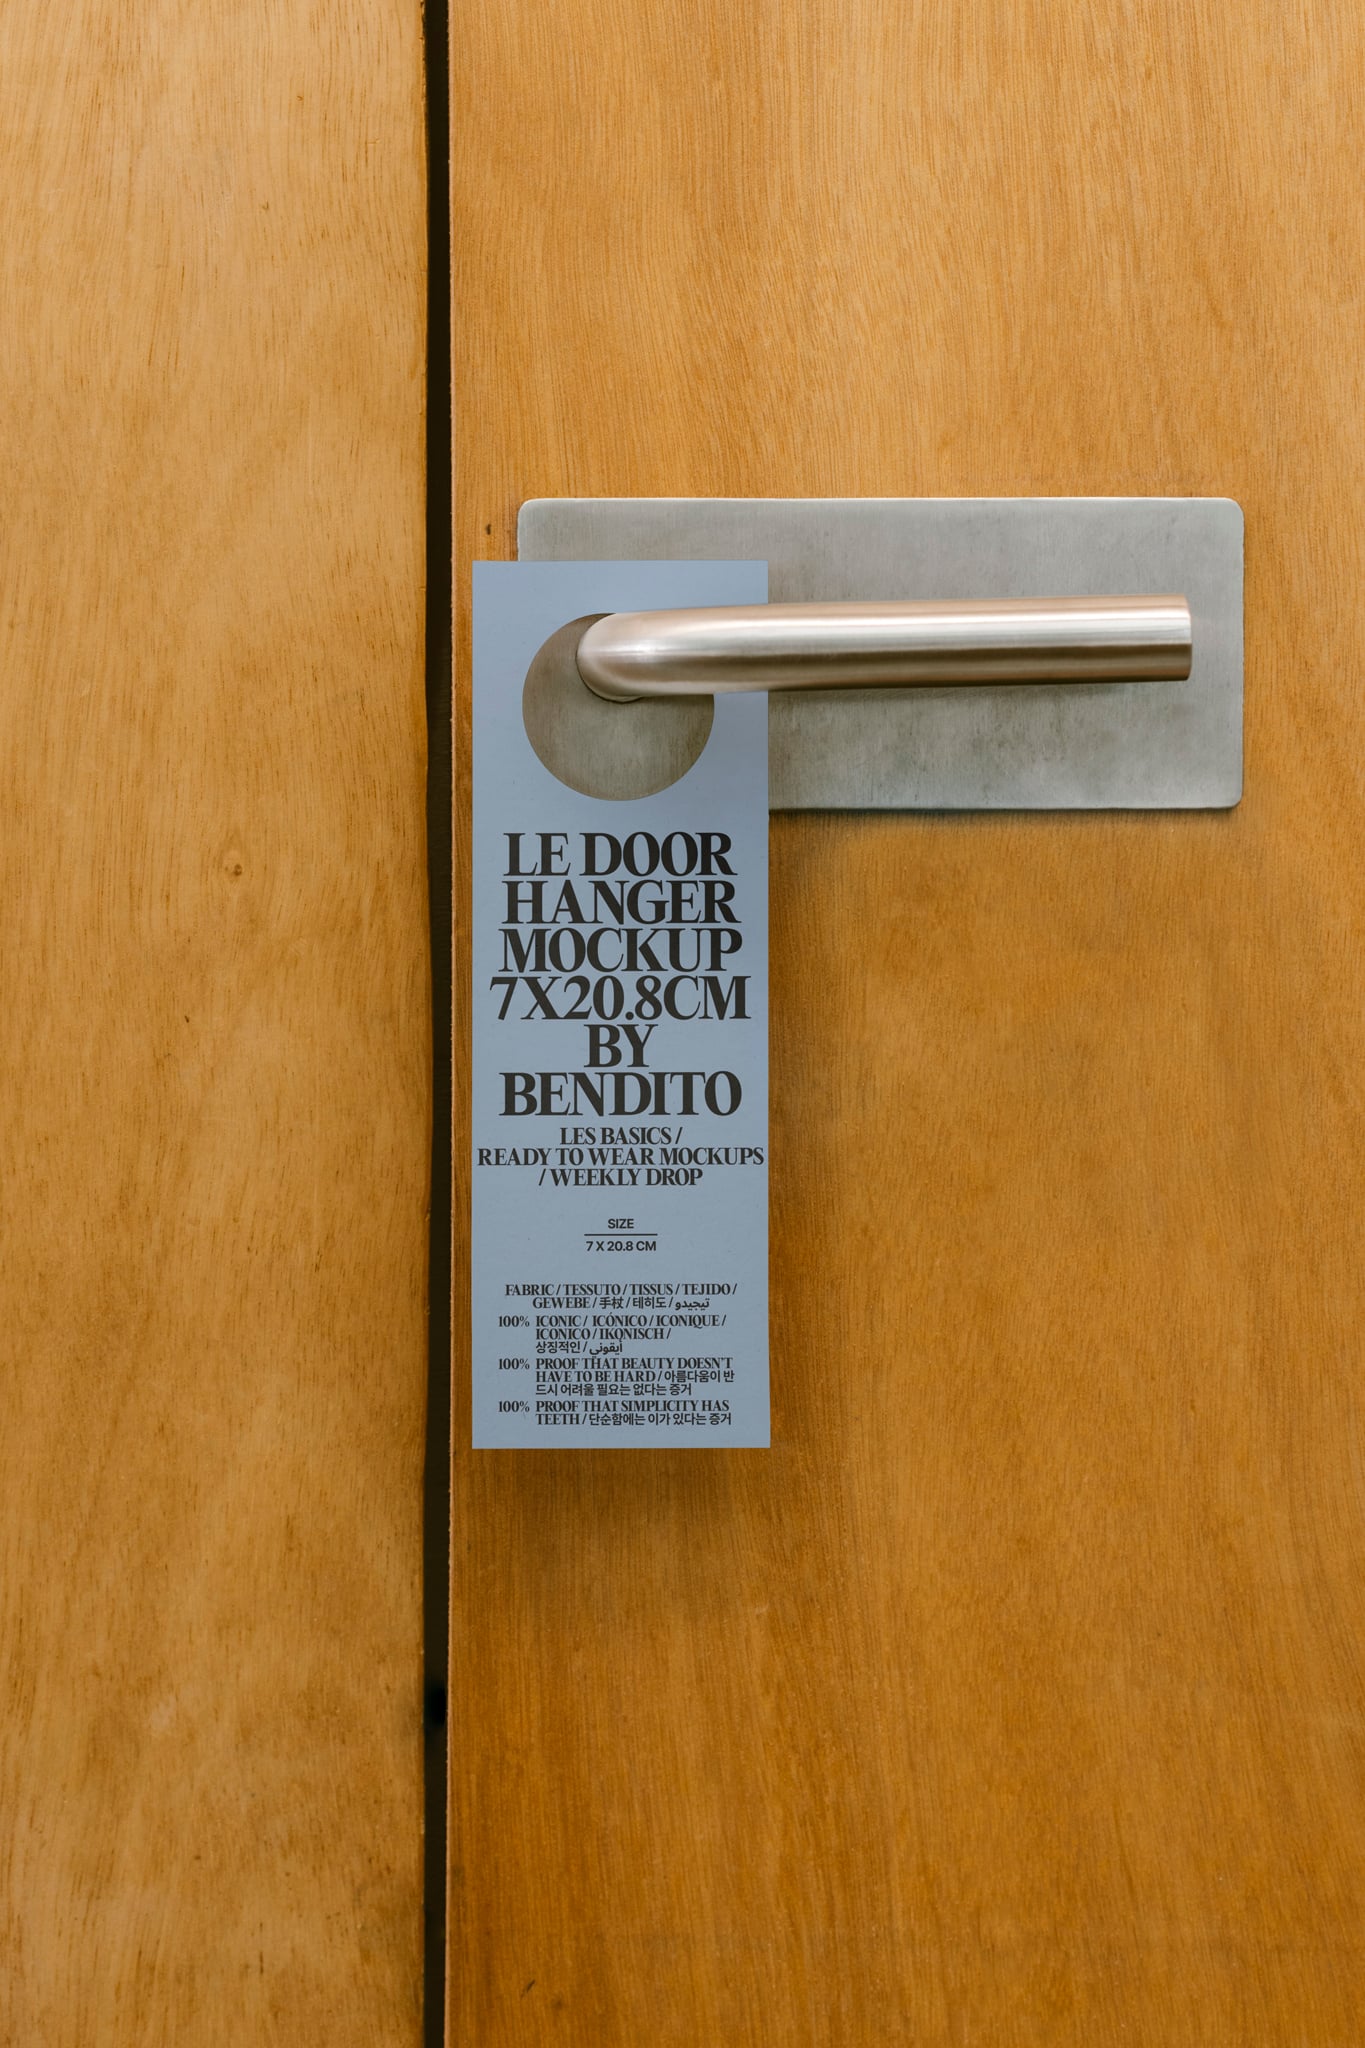 LE DOOR
HANGER
MOCKUP
7X20.8CM
BY
BENDITO
LES BASICS /
READY TO WEAR MOCKUPS
/ WEEKLY DROP
SIZE
7 X 20.8 CM
FABRIC / TESSUTO / TISSUS / TEJIDO /
GEWEBE / 手杖 / 테히도 / تيجيدو
100% ICONIC / ICÓNICO / ICONIQUE /
ICONICO / IKONISCH /
상징적인 / أيقوني
100% PROOF THAT BEAUTY DOESN'T
HAVE TO BE HARD / 아름다움이 반
드시 어려울 필요는 없다는 증거
100% PROOF THAT SIMPLICITY HAS
TEETH / 단순함에는 이가 있다는 증거